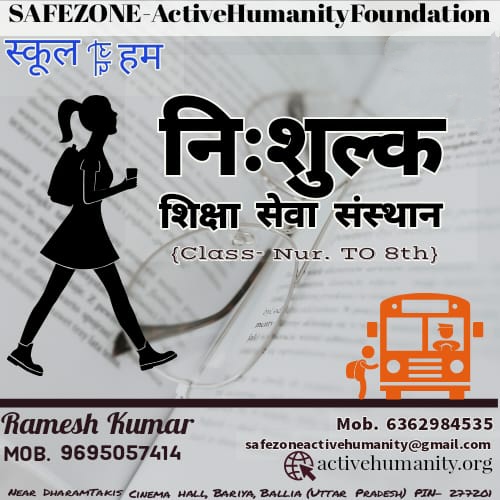 SAFEZONE-ActiveHumanityFoundation
स्कूल चले हम
निःशुल्क
शिक्षा सेवा संस्थान
{Class- Nur. TO 8th}
Ramesh Kumar
MOB. 9695057414
Mob. 6362984535
safezoneactivehumanity@gmail.com
activehumanity.org
Near DharamTakis Cinema hall, Bariya, Ballia (Uttar Pradesh) PIN- 277201